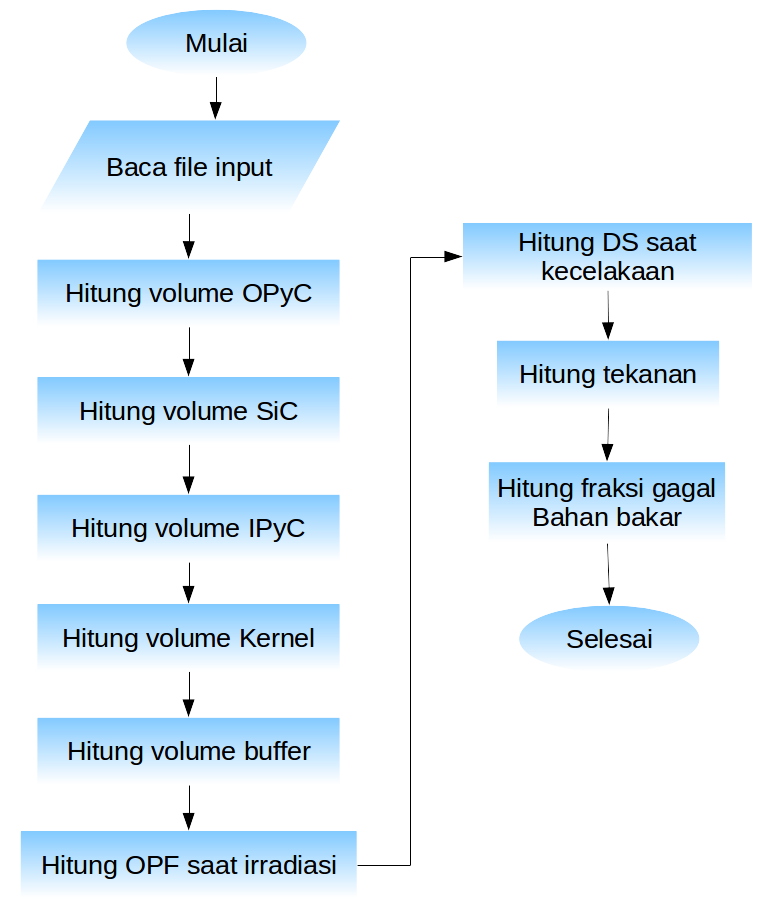 Mulai
Baca file input
Hitung volume OPyC
Hitung volume SiC
Hitung volume IPyC
Hitung volume Kernel
Hitung volume buffer
Hitung OPF saat irradiasi
Hitung DS saat
kecelakaan
Hitung tekanan
Hitung fraksi gagal
Bahan bakar
Selesai